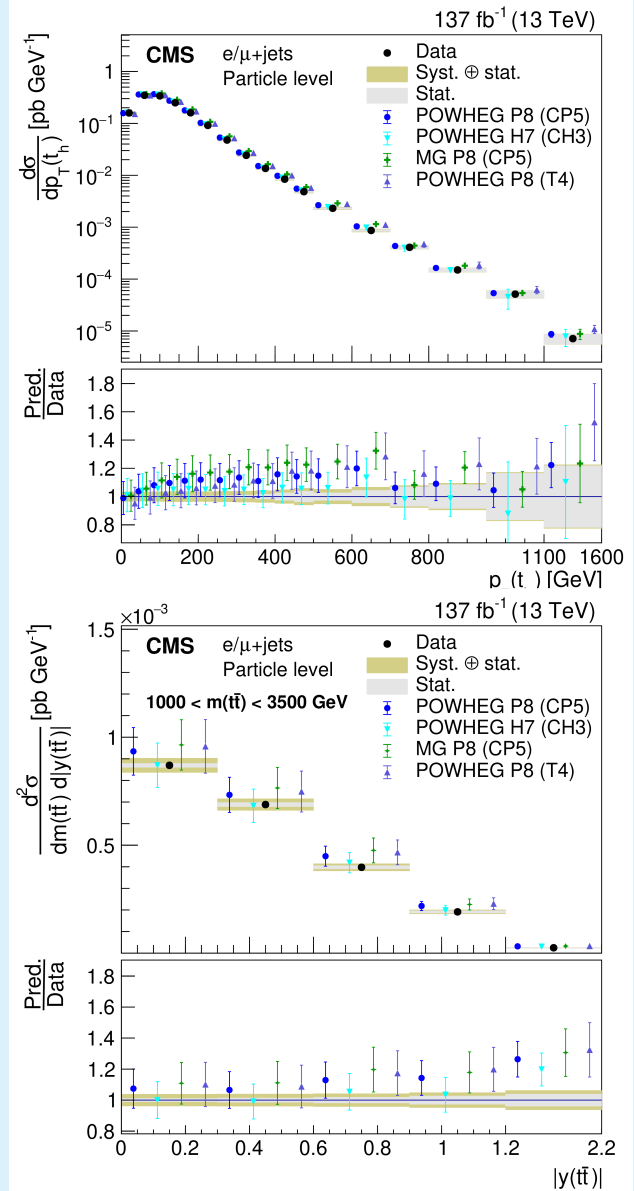 137 fb⁻¹ (13 TeV)
CMS e/μ+jets
Particle level
Data
Syst. ⊕ stat.
Stat.
POWHEG P8 (CP5)
POWHEG H7 (CH3)
MG P8 (CP5)
POWHEG P8 (T4)
dσ/dp_T(t_h) [pb GeV⁻¹]
1
10⁻¹
10⁻²
10⁻³
10⁻⁴
10⁻⁵
Pred./Data
1.8
1.6
1.4
1.2
1.0
0.8
0 200 400 600 800 1100 1600
[GeV]
137 fb⁻¹ (13 TeV)
×10⁻³
CMS e/μ+jets
Particle level
1000 < m(tt̄) < 3500 GeV
Data
Syst. ⊕ stat.
Stat.
POWHEG P8 (CP5)
POWHEG H7 (CH3)
MG P8 (CP5)
POWHEG P8 (T4)
d²σ/dm(tt̄) d|y(tt̄)| [pb GeV⁻¹]
1.5
1
0.5
Pred./Data
1.8
1.6
1.4
1.2
1
0.8
0 0.2 0.4 0.6 0.8 1 1.2 2.2
|y(tt̄)|